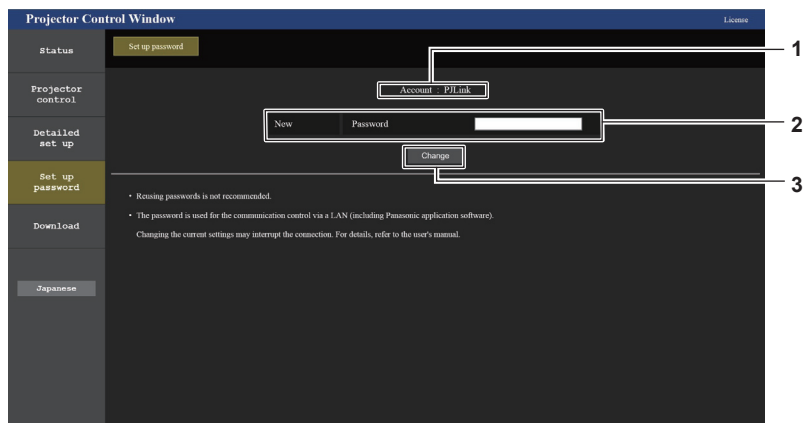 Projector Control Window
License
Status
Projector
control
Detailed
set up
Set up
password
Download
Japanese
Set up password
Account : PJLink
New Password
Change
• Reusing passwords is not recommended.
• The password is used for the communication control via a LAN (including Panasonic application software).
Changing the current settings may interrupt the connection. For details, refer to the user's manual.
1
2
3